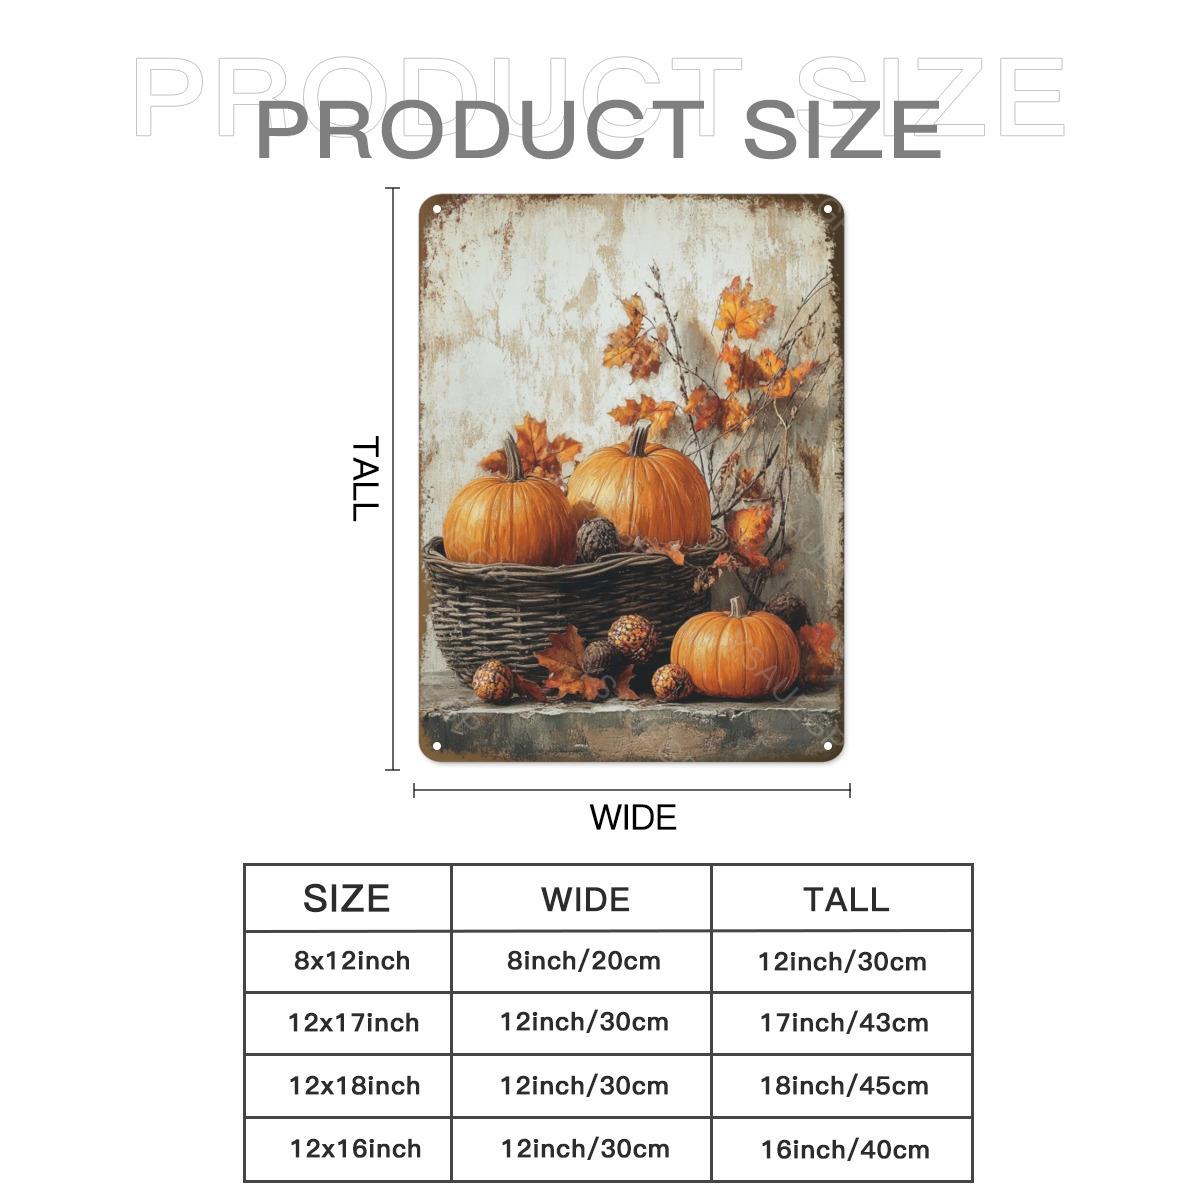 PRODUCT SIZE
PRODUCT SIZE
TALL
WIDE
SIZE WIDE TALL
8x12inch 8inch/20cm 12inch/30cm
12x17inch 12inch/30cm 17inch/43cm
12x18inch 12inch/30cm 18inch/45cm
12x16inch 12inch/30cm 16inch/40cm